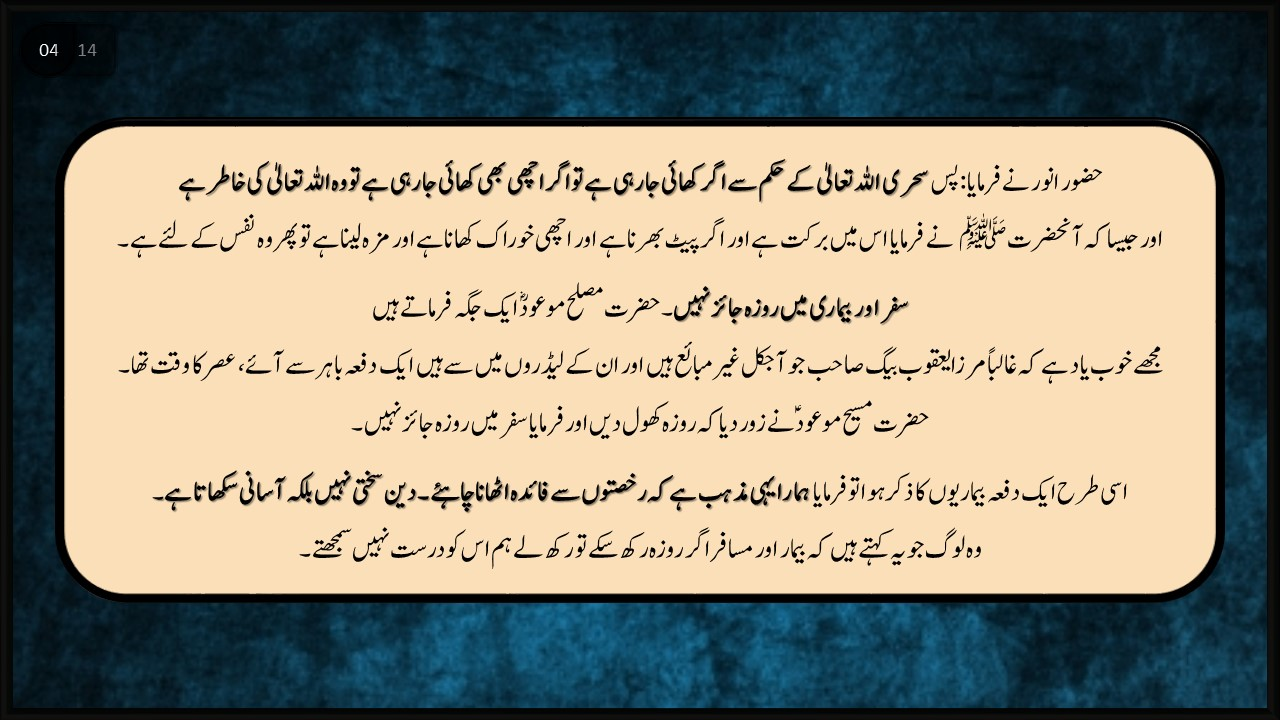 04 14
حضور انور نے فرمایا: پس سحری اللہ تعالیٰ کے حکم سے اگر کھائی جارہی ہے تو اگر اچھی بھی کھائی جارہی ہے تو وہ اللہ تعالیٰ کی خاطر ہے
اور جیسا کہ آنحضرت ﷺ نے فرمایا اس میں برکت ہے اور اگر پیٹ بھرنا ہے اور اچھی خوراک کھانا ہے اور مزہ لینا ہے تو پھر وہ نفس کے لئے ہے۔
سفر اور بیماری میں روزہ جائز نہیں۔ حضرت مصلح موعودؓ ایک جگہ فرماتے ہیں
مجھے خوب یاد ہے کہ غالباً مرزا یعقوب بیگ صاحب جو آجکل غیر مبائع ہیں اور ان کے لیڈروں میں سے ہیں ایک دفعہ باہر سے آئے، عصر کا وقت تھا۔
حضرت مسیح موعودؑ نے زور دیا کہ روزہ کھول دیں اور فرمایا سفر میں روزہ جائز نہیں۔
اسی طرح ایک دفعہ بیماریوں کا ذکر ہوا تو فرمایا ہمارا یہی مذہب ہے کہ رخصتوں سے فائدہ اٹھانا چاہئے۔ دین سختی نہیں بلکہ آسانی سکھاتا ہے۔
وہ لوگ جو یہ کہتے ہیں کہ بیمار اور مسافر اگر روزہ رکھ سکے تو رکھ لے ہم اس کو درست نہیں سمجھتے۔